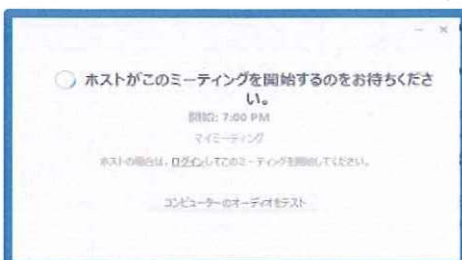 ホストがこのミーティングを開始するのをお待ちくださ
い。
開始: 7:00 PM
マイミーティング
ホストの場合は、ログインしてこのミーティングを開始してください。
コンピューターのオーディオをテスト